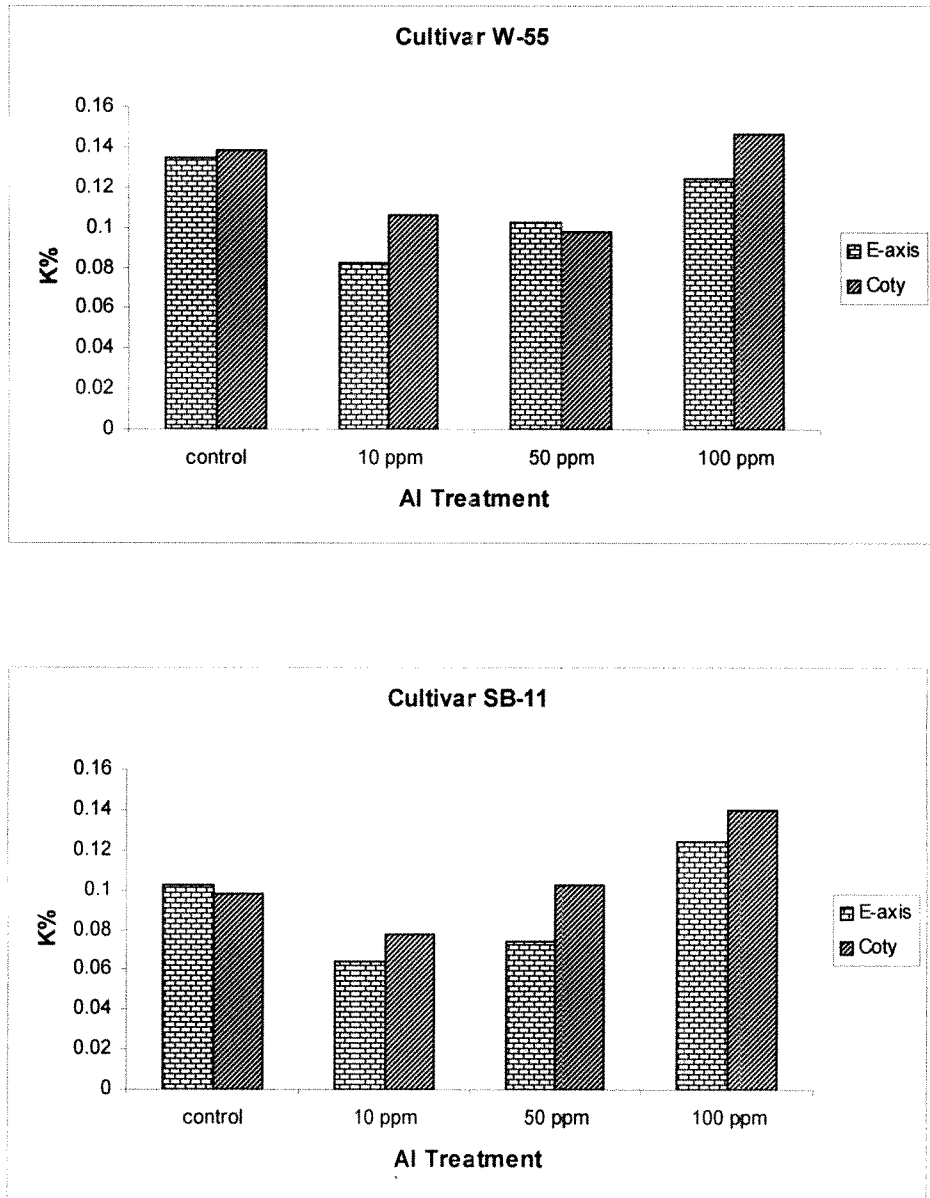 Cultivar W-55
0.16
0.14
0.12
0.1
0.08
0.06
0.04
0.02
0
K%
control 10 ppm 50 ppm 100 ppm
Al Treatment
E-axis
Coty
Cultivar SB-11
0.16
0.14
0.12
0.1
0.08
0.06
0.04
0.02
0
K%
control 10 ppm 50 ppm 100 ppm
Al Treatment
E-axis
Coty